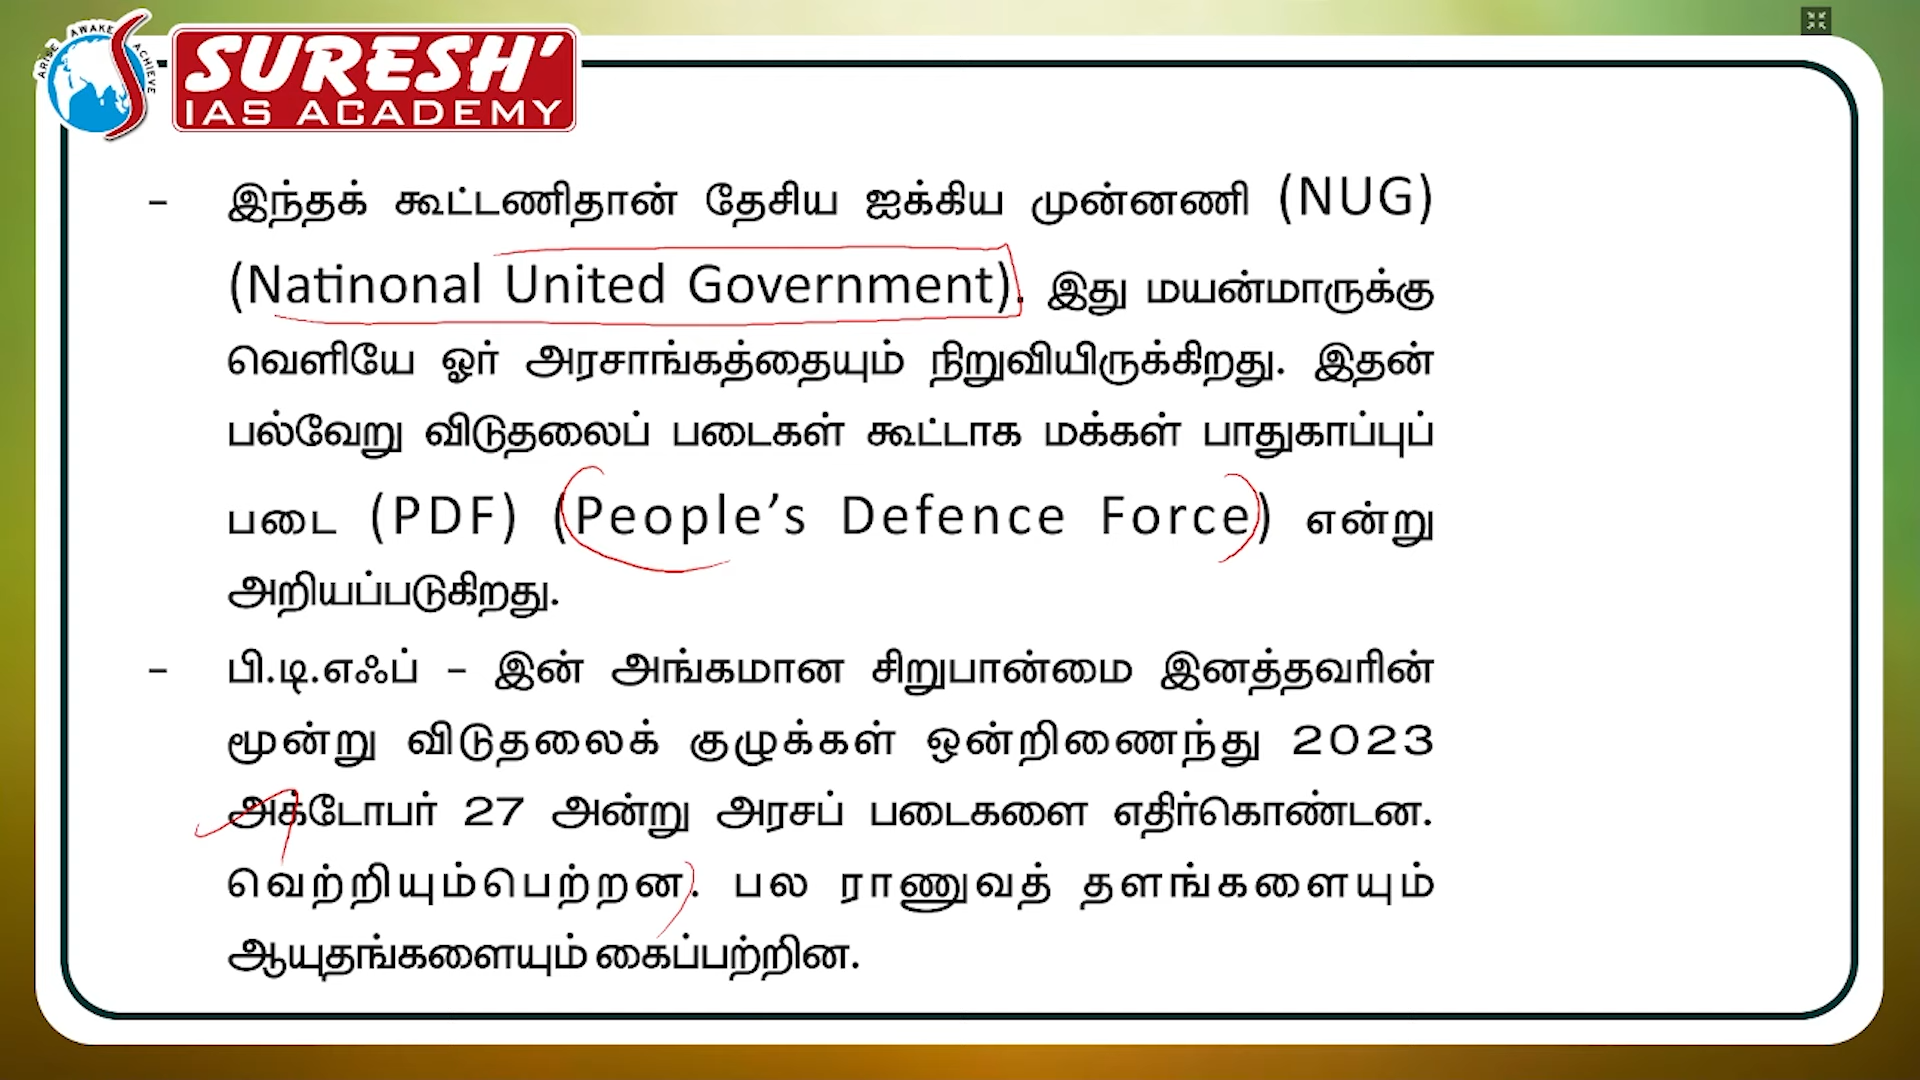 ARISE AWAKE ACHIEVE
SURESH'
IAS ACADEMY
– இந்தக் கூட்டணிதான் தேசிய ஐக்கிய முன்னணி (NUG)
(Natinonal United Government). இது மயன்மாருக்கு
வெளியே ஓர் அரசாங்கத்தையும் நிறுவியிருக்கிறது. இதன்
பல்வேறு விடுதலைப் படைகள் கூட்டாக மக்கள் பாதுகாப்புப்
படை (PDF) (People’s Defence Force) என்று
அறியப்படுகிறது.
– பி.டி.எஃப் – இன் அங்கமான சிறுபான்மை இனத்தவரின்
மூன்று விடுதலைக் குழுக்கள் ஒன்றிணைந்து 2023
அக்டோபர் 27 அன்று அரசப் படைகளை எதிர்கொண்டன.
வெற்றியும்பெற்றன. பல ராணுவத் தளங்களையும்
ஆயுதங்களையும் கைப்பற்றின.